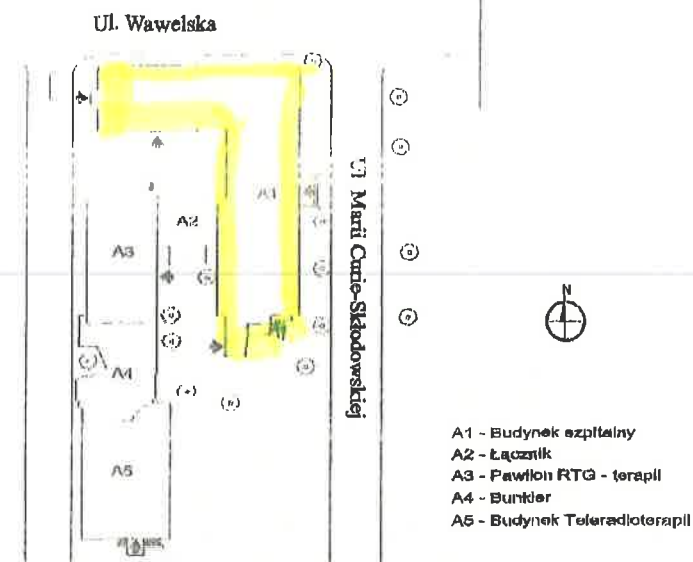 Ul. Wawelska
A1
A2
A3
Ul. Marii Curie-Skłodowskiej
N
A4
A5
A1 - Budynek szpitalny
A2 - Łącznik
A3 - Pawilon RTG - terapii
A4 - Bunkier
A5 - Budynek Teleradioterapii